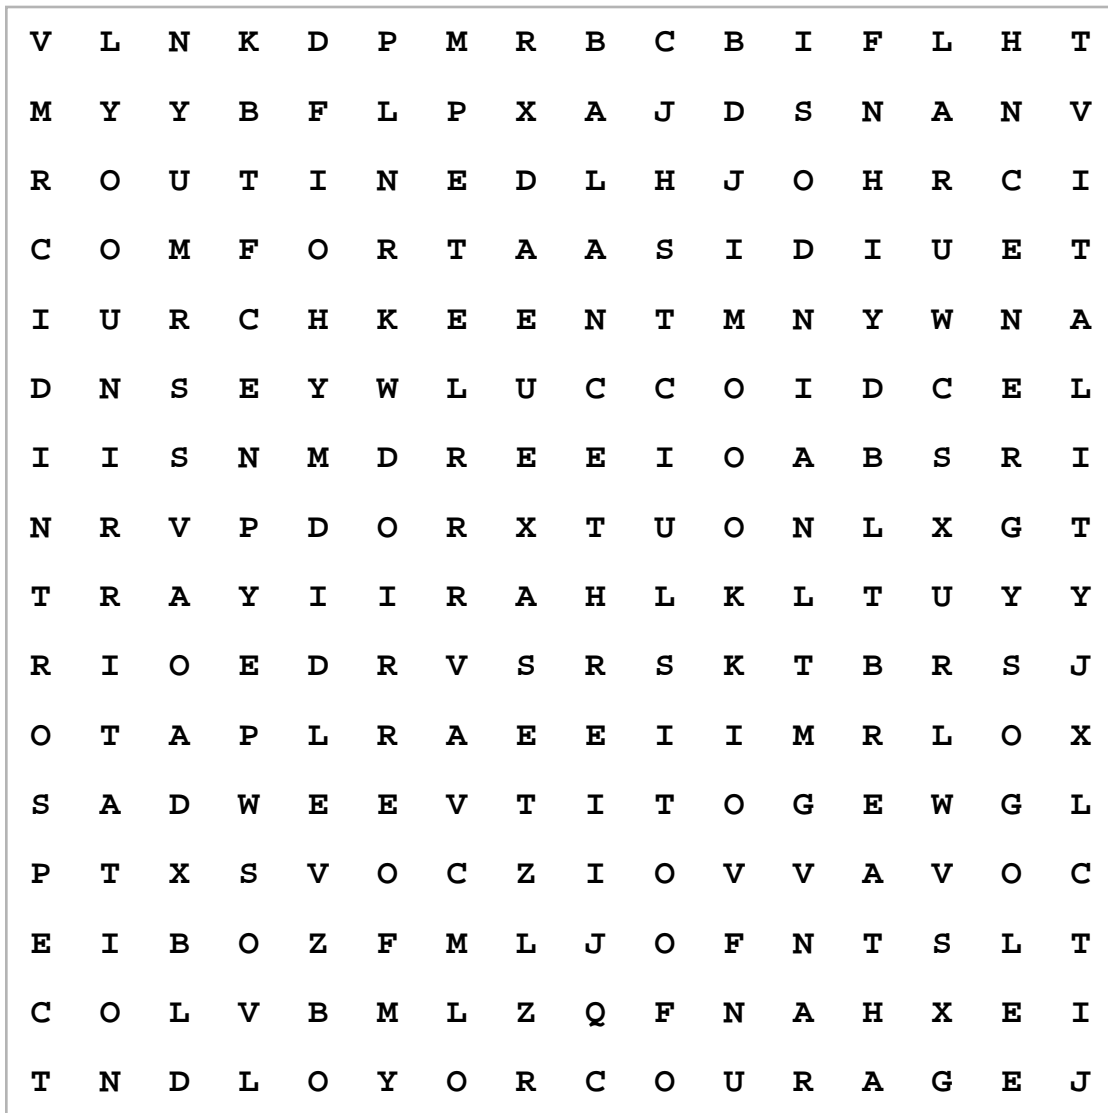 V L N K D P M R B C B I F L H T
M Y Y B F L P X A J D S N A N V
R O U T I N E D L H J O H R C I
C O M F O R T A A S I D I U E T
I U R C H K E E N T M N Y W N A
D N S E Y W L U C C O I D C E L
I I S N M D R E E I O A B S R I
N R V P D O R X T U O N L X G T
T R A Y I I R A H L K L T U Y Y
R I O E D R V S R S K T B R S J
O T A P L R A E E I I M R L O X
S A D W E E V T I T O G E W G L
P T X S V O C Z I O V V A V O C
E I B O Z F M L J O F N T S L T
C O L V B M L Z Q F N A H X E I
T N D L O Y O R C O U R A G E J